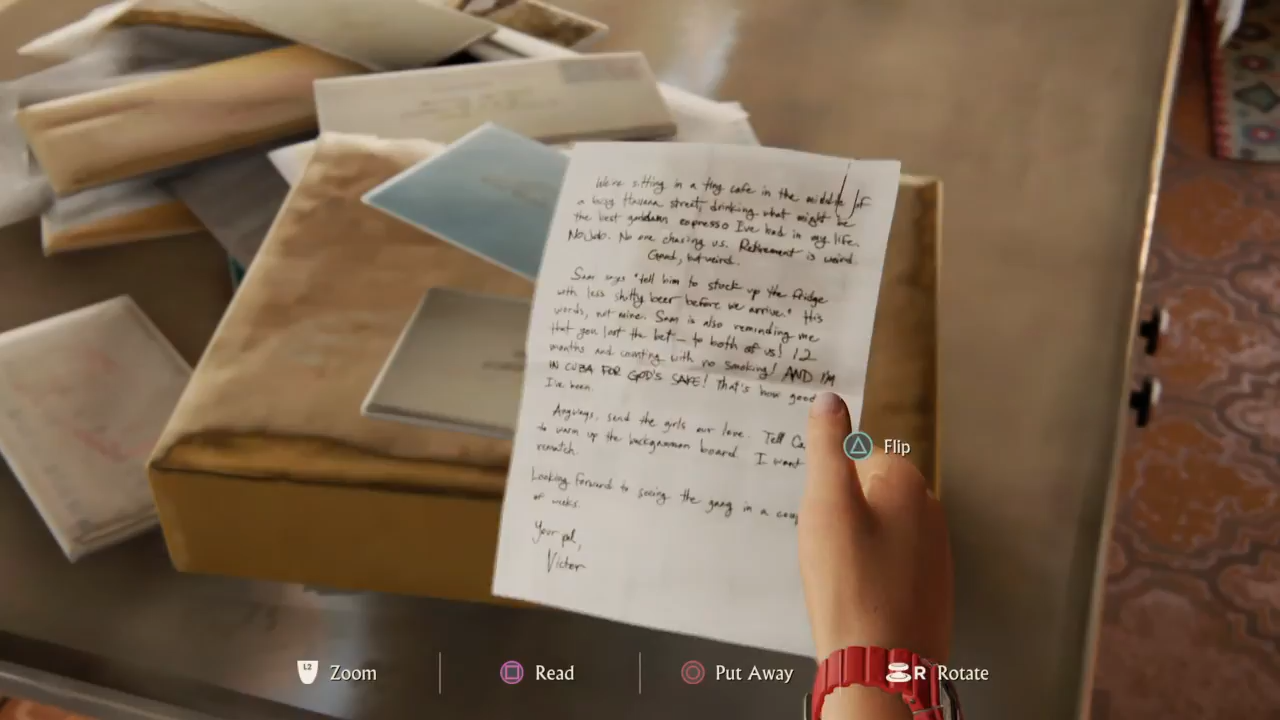 We're sitting in a tiny cafe in the middle of
a busy Havana street, drinking what might be
the best goddamn espresso I've had in my life.
No job. No one chasing us. Retirement is weird.
Good, but weird.
Sam says "tell him to stock up the fridge
with less shitty beer before we arrive." His
words, not mine. Sam is also reminding me
that you lost the bet - to both of us! 12
months and counting with no smoking! AND I'M
IN CUBA FOR GOD'S SAKE! That's how good
I've been.
Anyways, send the girls our love. Tell Ca
to warm up the backgammon board. I want
rematch.
Looking forward to seeing the gang in a coup
of weeks.
Your pal,
Victor
Flip
L2 Zoom
Read
Put Away
R Rotate